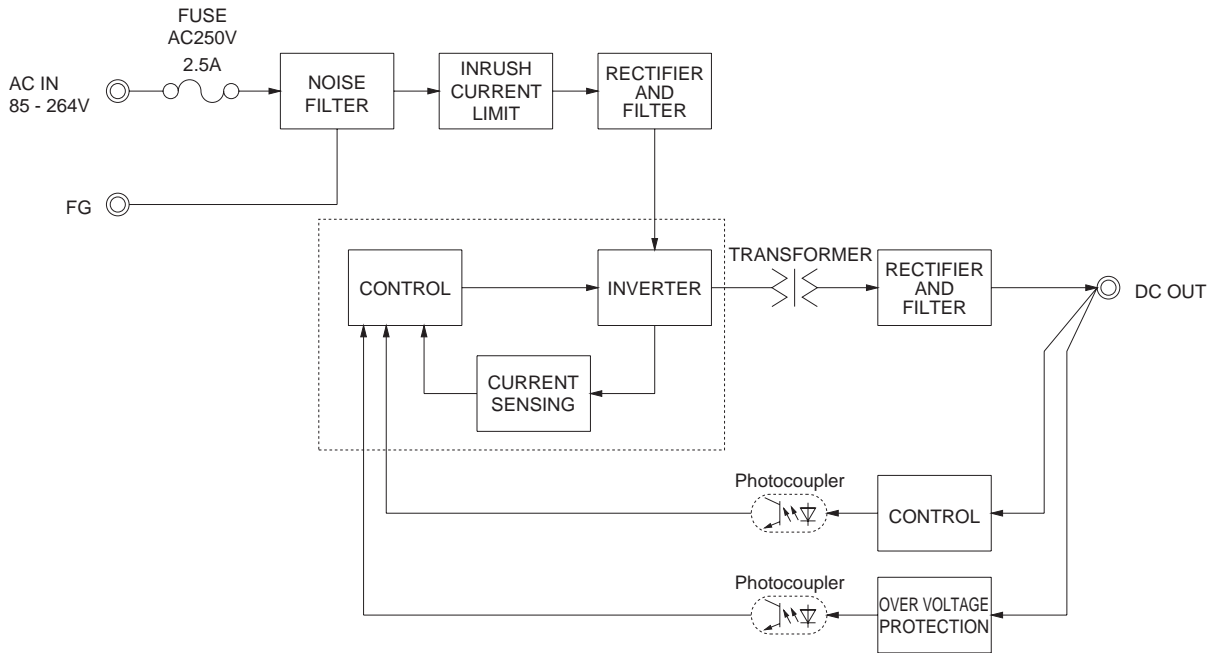 FUSE
AC250V
2.5A
AC IN
85 - 264V
NOISE
FILTER
INRUSH
CURRENT
LIMIT
RECTIFIER
AND
FILTER
FG
CONTROL
INVERTER
TRANSFORMER
RECTIFIER
AND
FILTER
DC OUT
CURRENT
SENSING
Photocoupler
CONTROL
Photocoupler
OVER VOLTAGE
PROTECTION